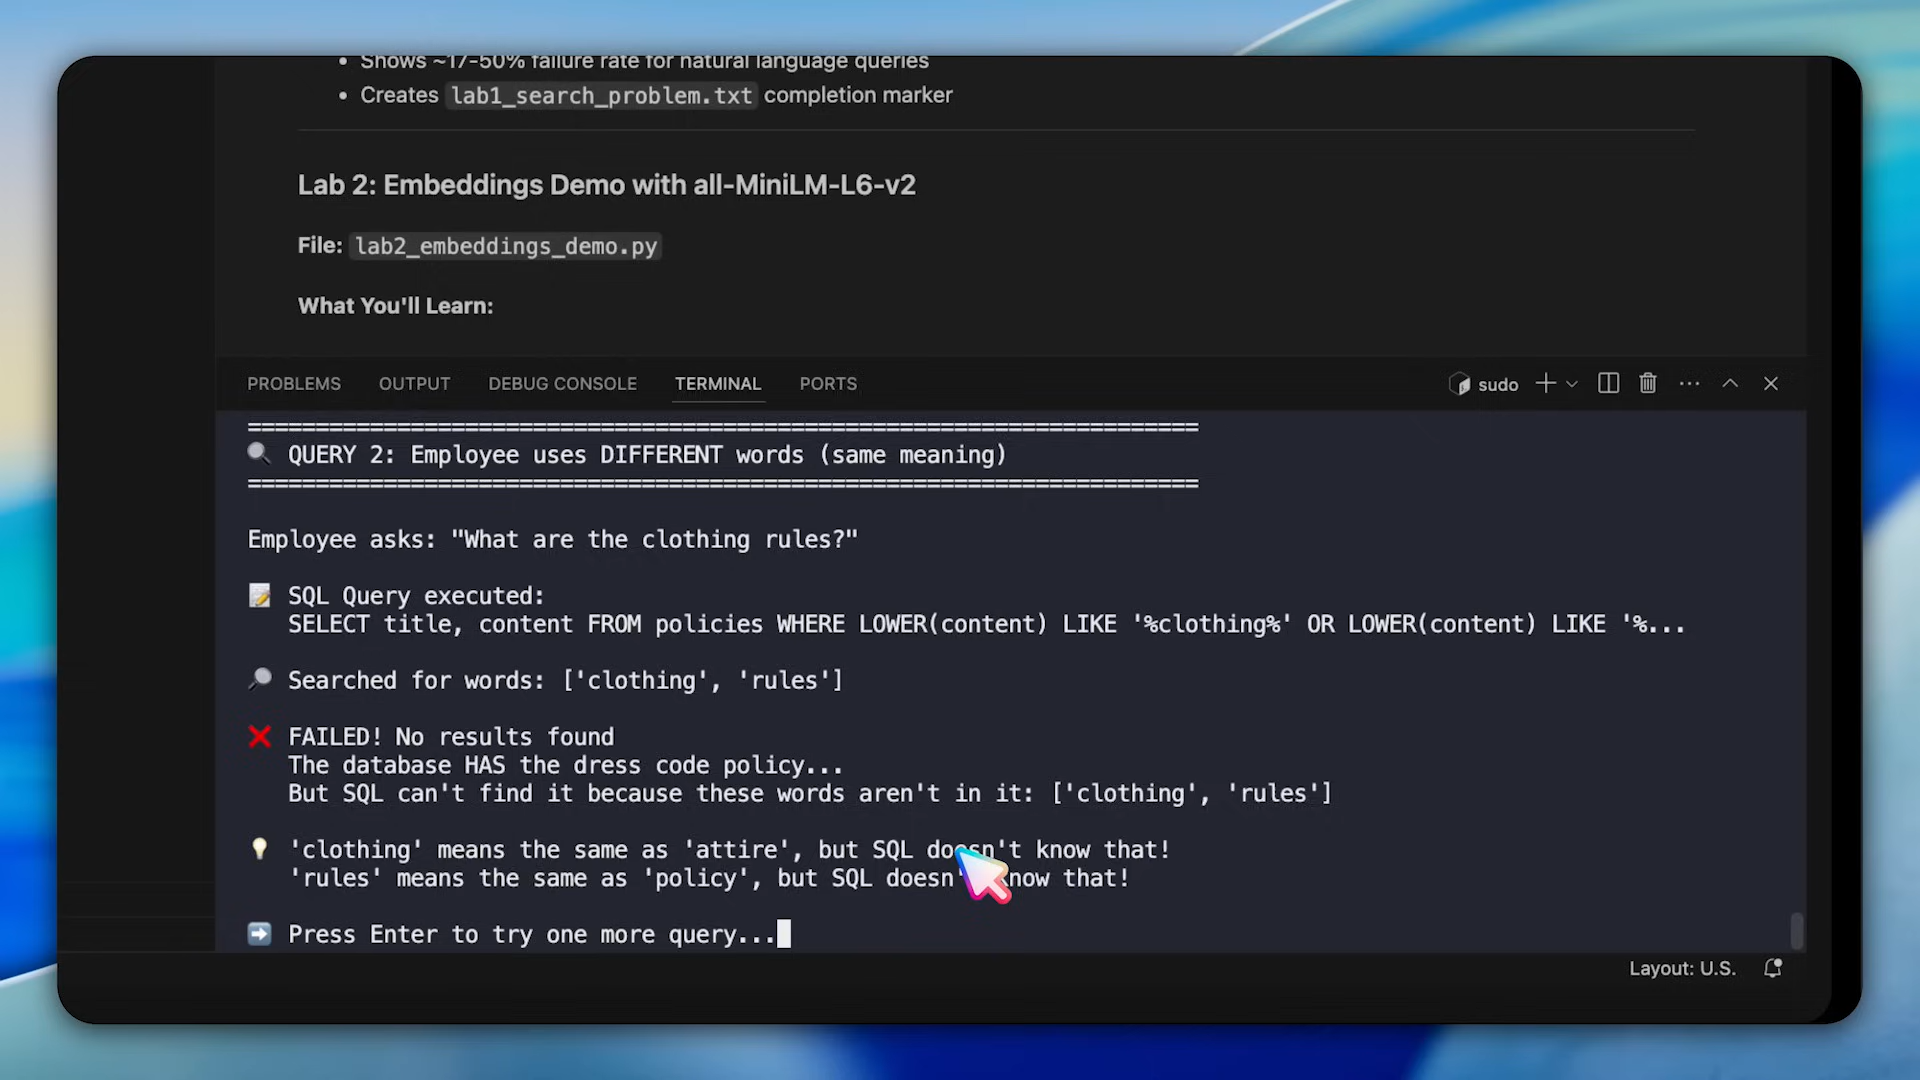 Shows ~17-50% failure rate for natural language queries
Creates lab1_search_problem.txt completion marker
Lab 2: Embeddings Demo with all-MiniLM-L6-v2
File: lab2_embeddings_demo.py
What You'll Learn:
PROBLEMS OUTPUT DEBUG CONSOLE TERMINAL PORTS sudo
======================================================================
QUERY 2: Employee uses DIFFERENT words (same meaning)
======================================================================
Employee asks: "What are the clothing rules?"
SQL Query executed:
SELECT title, content FROM policies WHERE LOWER(content) LIKE '%clothing%' OR LOWER(content) LIKE '%...
Searched for words: ['clothing', 'rules']
FAILED! No results found
The database HAS the dress code policy...
But SQL can't find it because these words aren't in it: ['clothing', 'rules']
'clothing' means the same as 'attire', but SQL doesn't know that!
'rules' means the same as 'policy', but SQL doesn't know that!
Press Enter to try one more query...
Layout: U.S.